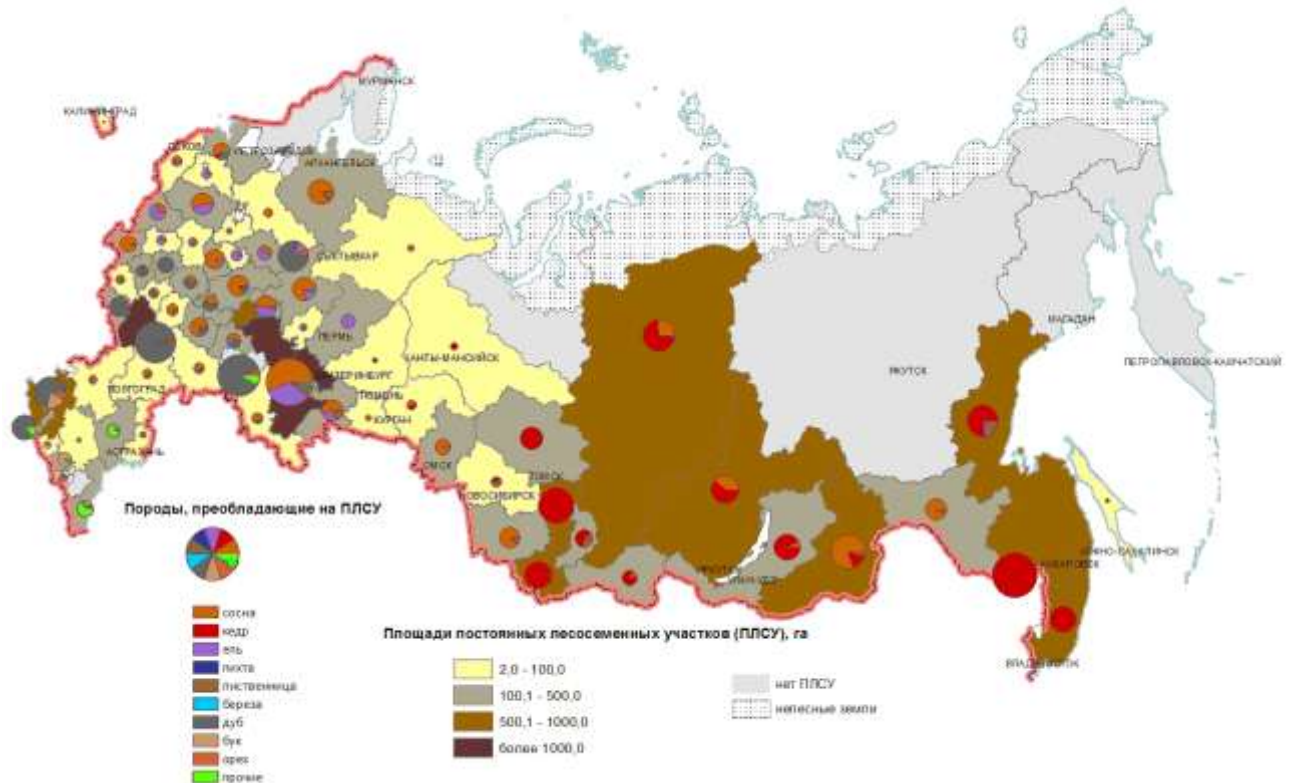 МУРМАНСК
КАЛИНИНГРАД
ПСКОВ
ПЕТРОЗАВОДСК
АРХАНГЕЛЬСК
СЫКТЫВКАР
МАГАДАН
ПЕРМЬ
ХАНТЫ-МАНСИЙСК
ПЕТРОПАВЛОВСК-КАМЧАТСКИЙ
ЯКУТСК
ЕКАТЕРИНБУРГ
ВОЛГОГРАД
ТЮМЕНЬ
КУРГАН
АСТРАХАНЬ
ОМСК
ТОМСК
НОВОСИБИРСК
Породы, преобладающие на ПЛСУ
ЮЖНО-САХАЛИНСК
ХАБАРОВСК
ИРКУТСК
УЛАН-УДЭ
сосна
кедр
ель
пихта
лиственница
береза
дуб
бук
орех
прочие
Площади постоянных лесосеменных участков (ПЛСУ), га
2,0 - 100,0
100,1 - 500,0
500,1 - 1000,0
более 1000,0
нет ПЛСУ
нелесные земли
ВЛАДИВОСТОК